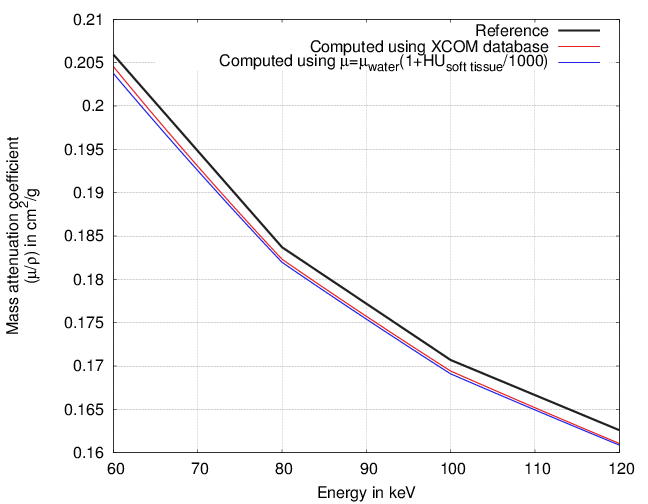 Reference
Computed using XCOM database
Computed using μ=μwater(1+HUsoft tissue/1000)
0.21
0.205
0.2
0.195
0.19
0.185
0.18
0.175
0.17
0.165
0.16
60 70 80 90 100 110 120
Energy in keV
Mass attenuation coefficient
(μ/ρ) in cm2/g